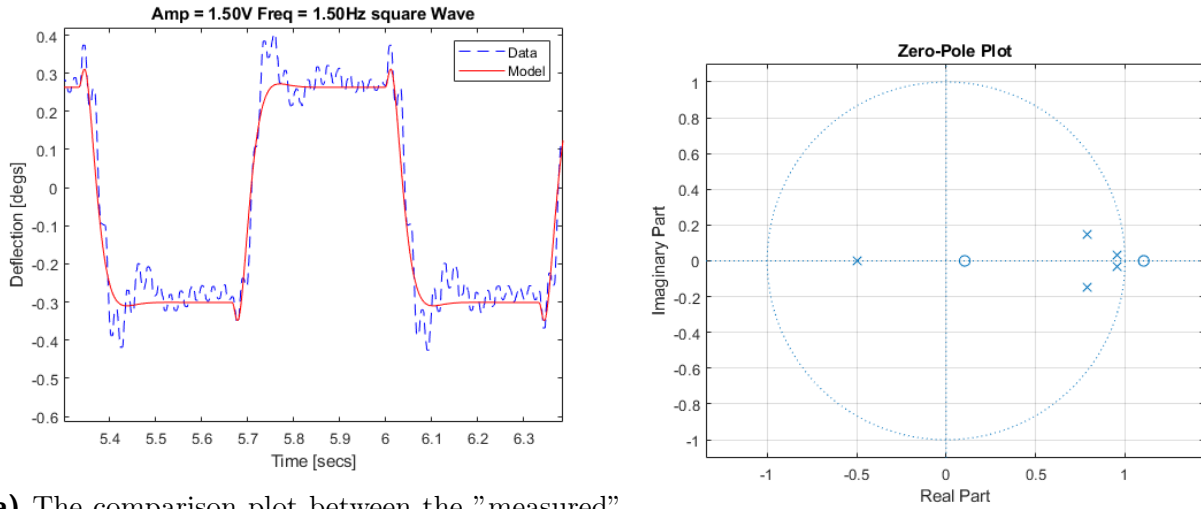 Amp = 1.50V Freq = 1.50Hz square Wave
0.4
0.3
0.2
0.1
0
-0.1
-0.2
-0.3
-0.4
-0.5
-0.6
Deflection [degs]
Data
Model
5.4 5.5 5.6 5.7 5.8 5.9 6 6.1 6.2 6.3
Time [secs]
Zero-Pole Plot
1
0.8
0.6
0.4
0.2
0
-0.2
-0.4
-0.6
-0.8
-1
Imaginary Part
-1 -0.5 0 0.5 1
Real Part
a) The comparison plot between the "measured"